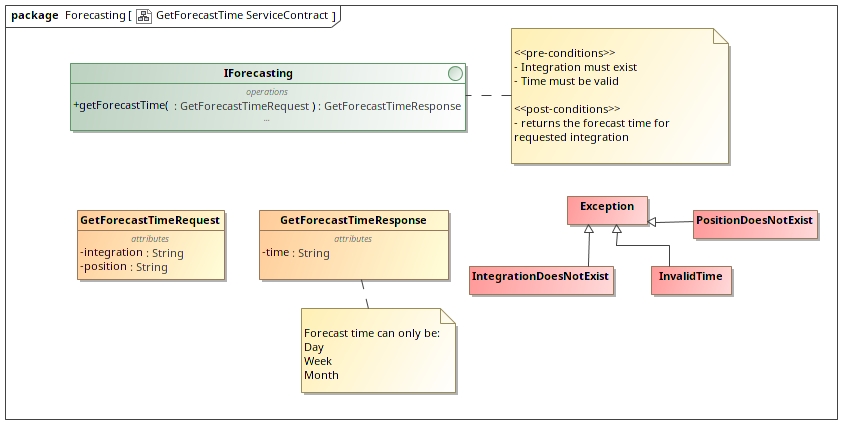 package Forecasting [ GetForecastTime ServiceContract ]
IForecasting
operations
+getForecastTime( : GetForecastTimeRequest ) : GetForecastTimeResponse
...
<<pre-conditions>>
- Integration must exist
- Time must be valid
<<post-conditions>>
- returns the forecast time for
requested integration
GetForecastTimeRequest
attributes
-integration : String
-position : String
GetForecastTimeResponse
attributes
-time : String
Exception
PositionDoesNotExist
IntegrationDoesNotExist
InvalidTime
Forecast time can only be:
Day
Week
Month